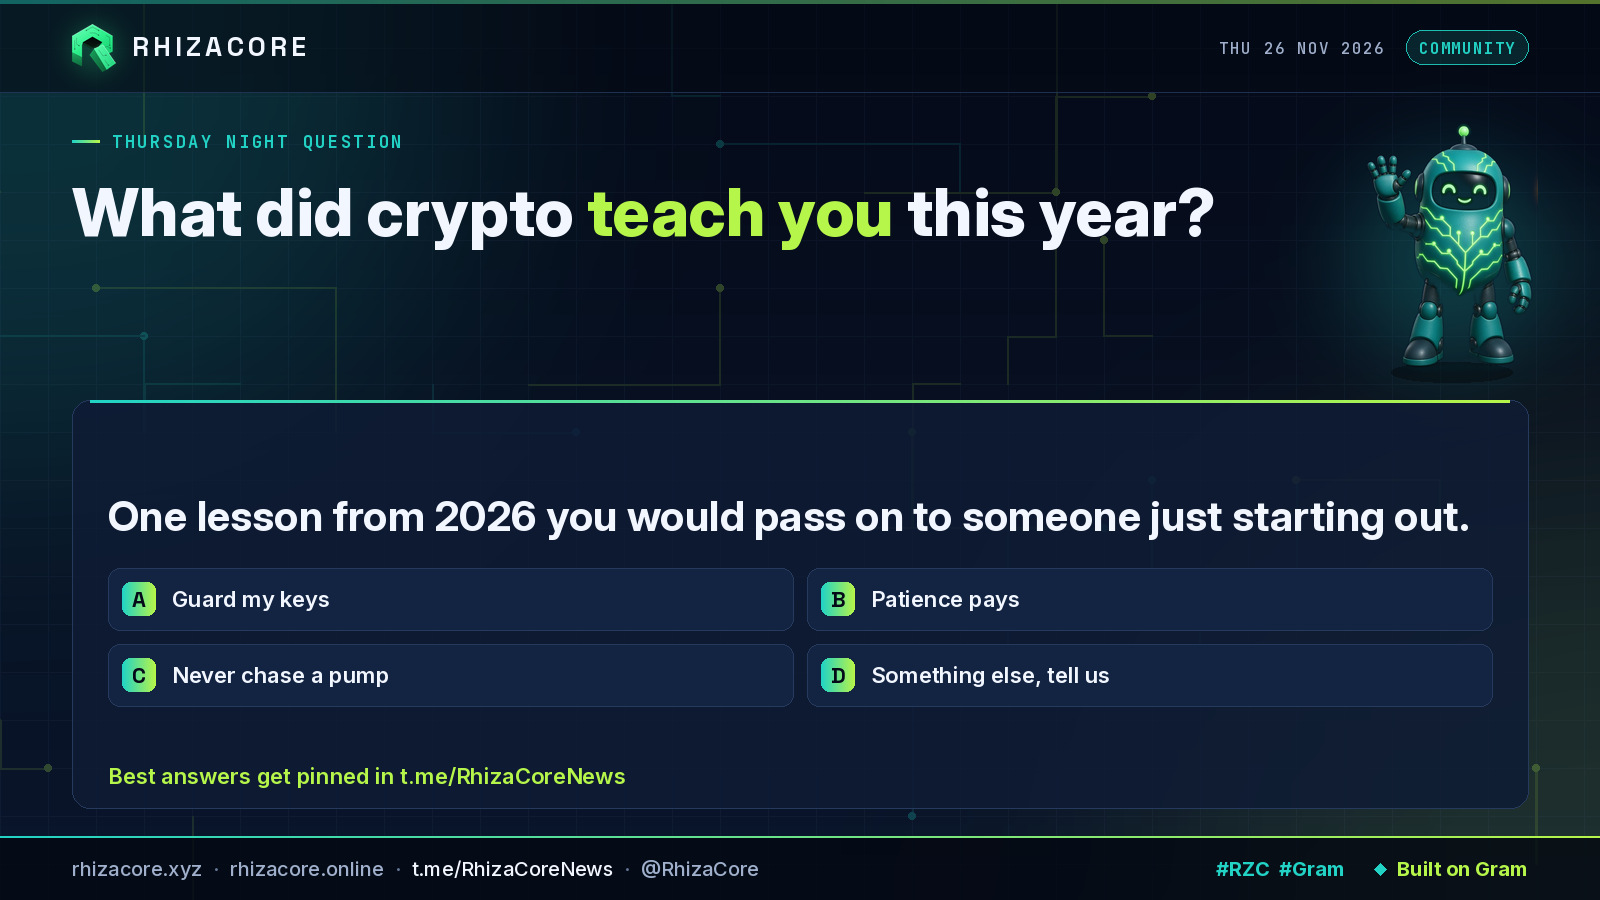 RHIZACORE
THU 26 NOV 2026
COMMUNITY
THURSDAY NIGHT QUESTION
What did crypto teach you this year?
One lesson from 2026 you would pass on to someone just starting out.
A Guard my keys
B Patience pays
C Never chase a pump
D Something else, tell us
Best answers get pinned in t.me/RhizaCoreNews
rhizacore.xyz · rhizacore.online · t.me/RhizaCoreNews · @RhizaCore
#RZC #Gram
Built on Gram